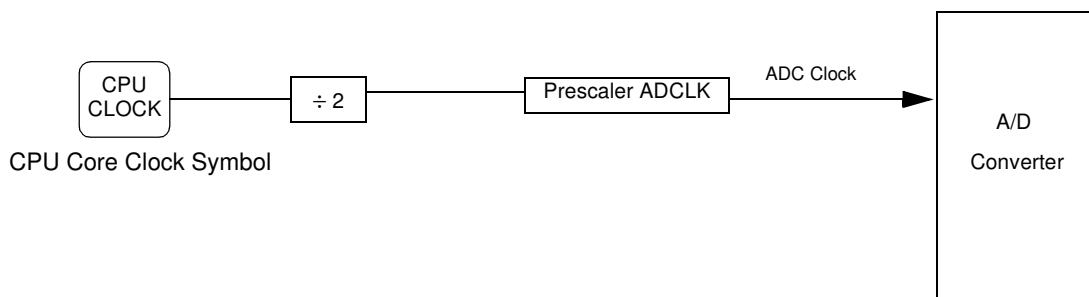 CPU
CLOCK
÷ 2
Prescaler ADCLK
ADC Clock
A/D
Converter
CPU Core Clock Symbol